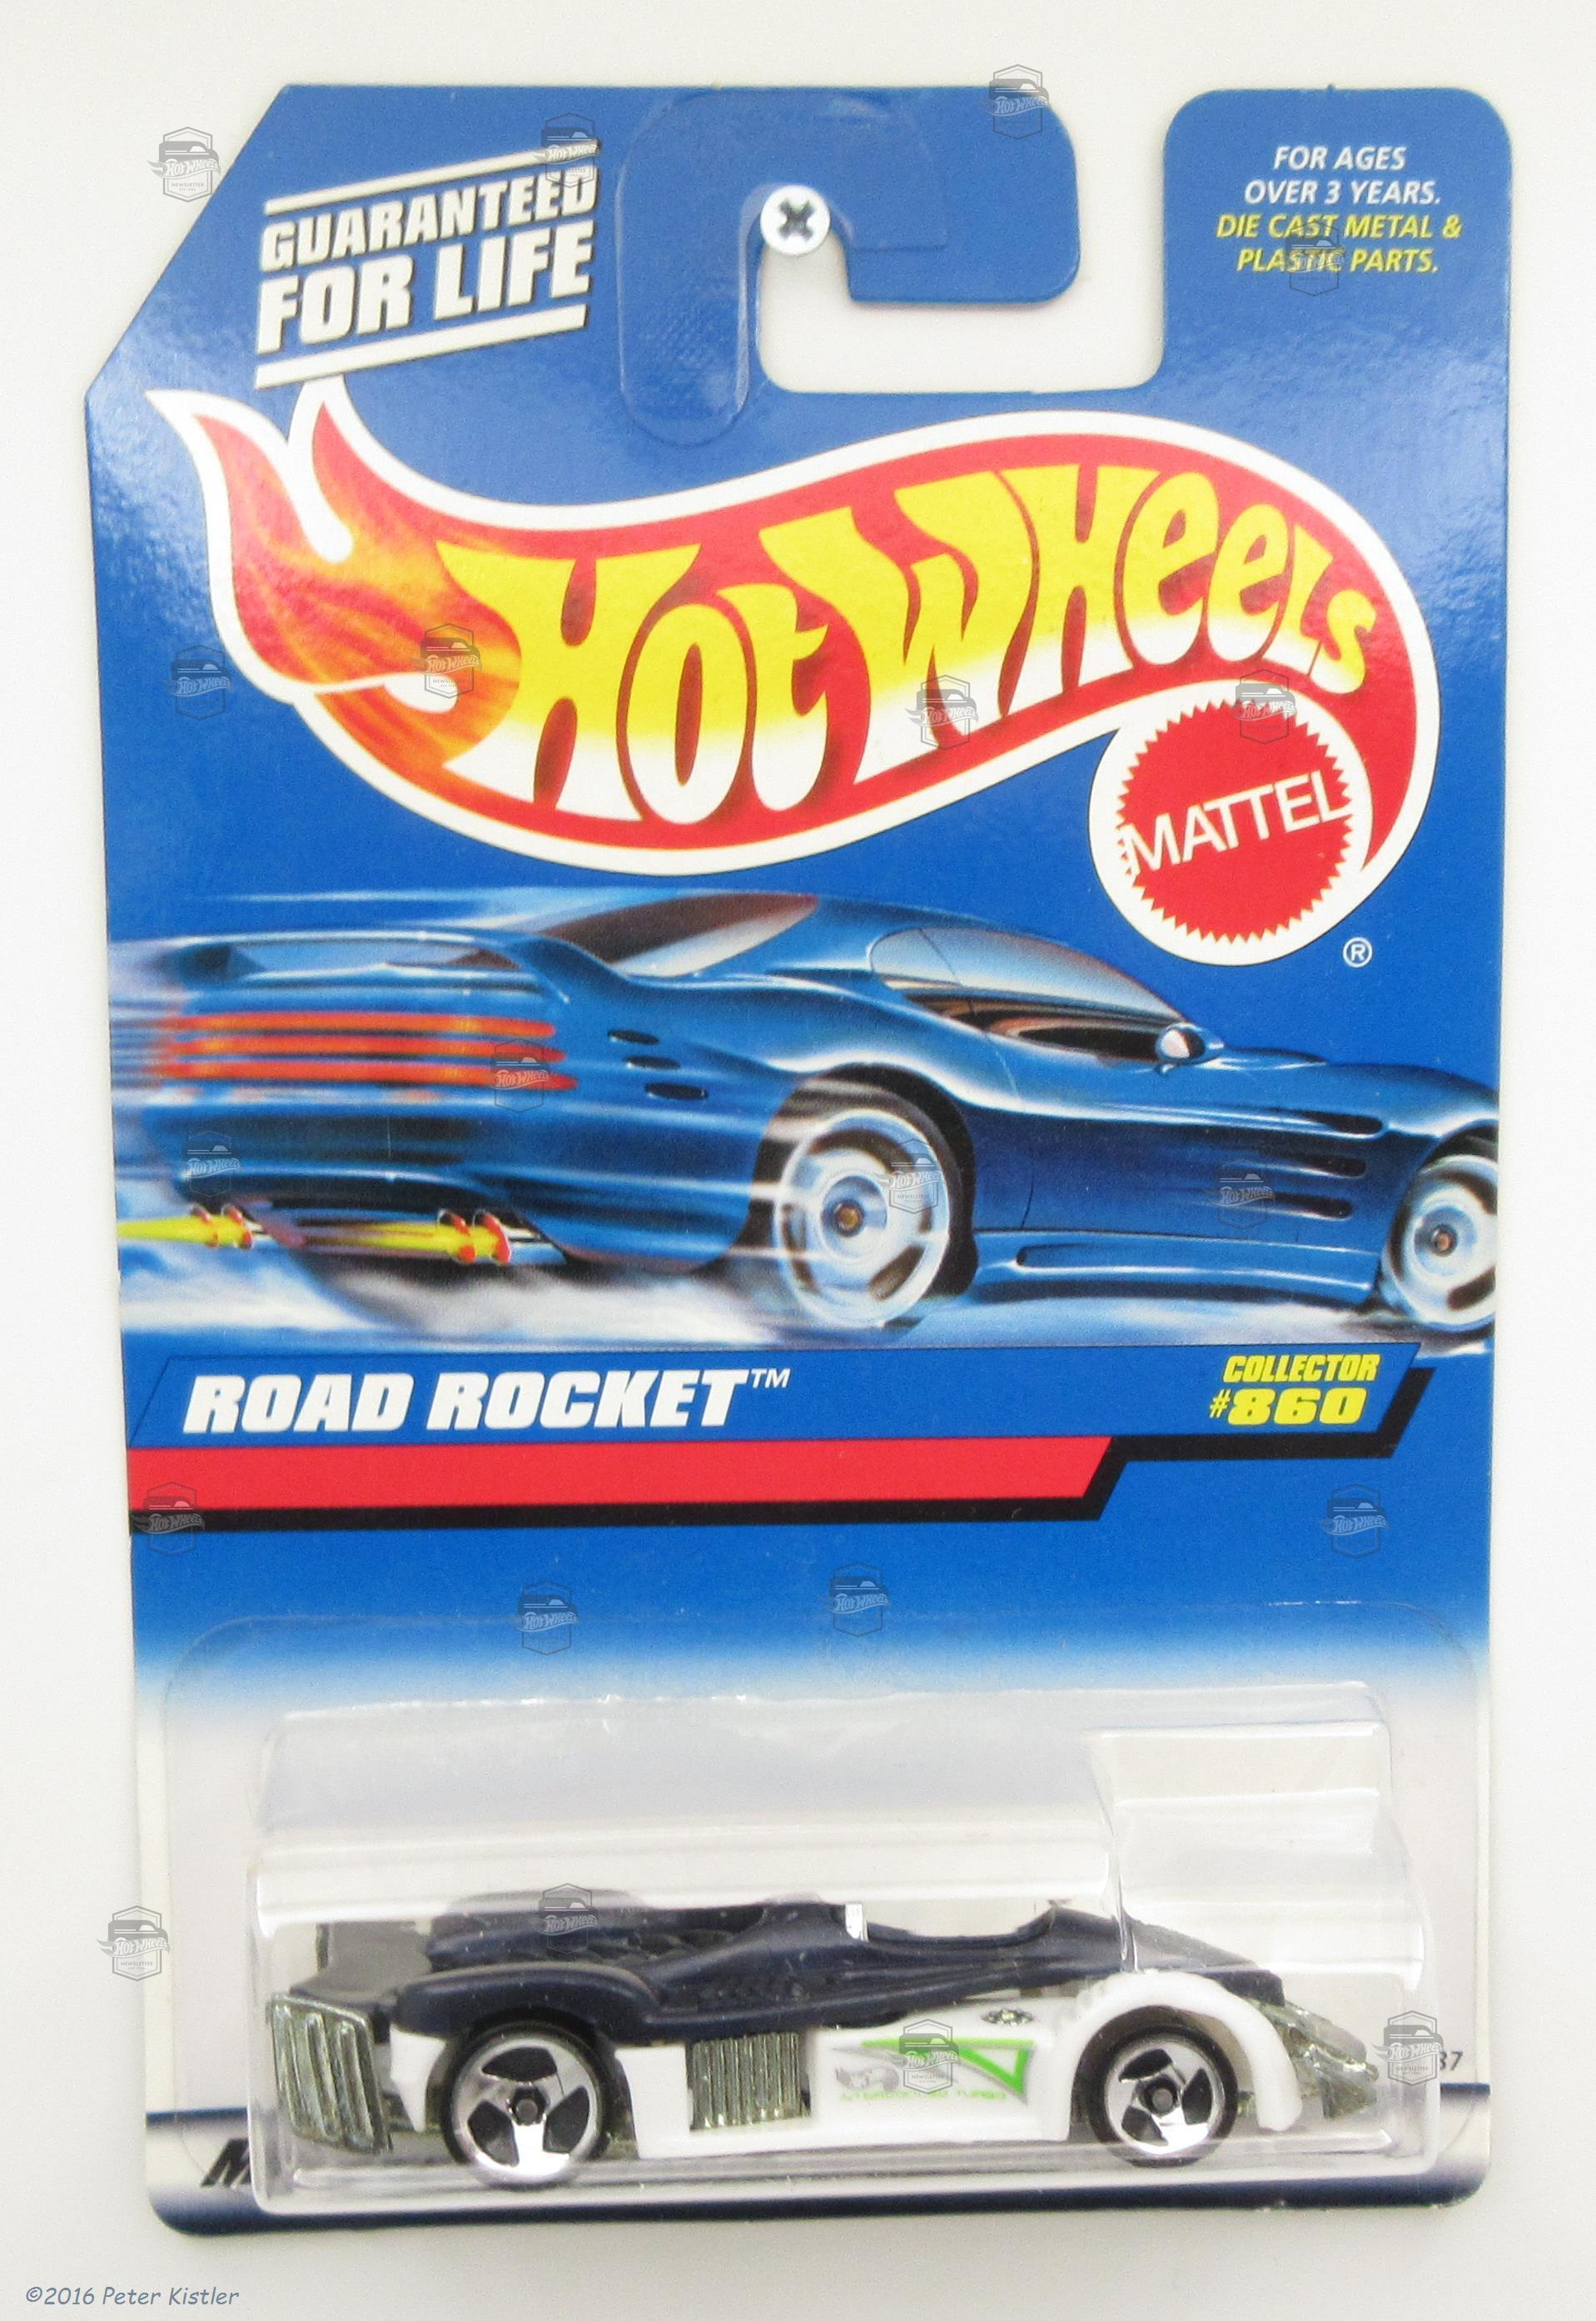 GUARANTEED
FOR LIFE
FOR AGES
OVER 3 YEARS.
DIE CAST METAL &
PLASTIC PARTS.
HOT WHEELS
MATTEL
®
ROAD ROCKET™
COLLECTOR
#860
©2016 Peter Kistler